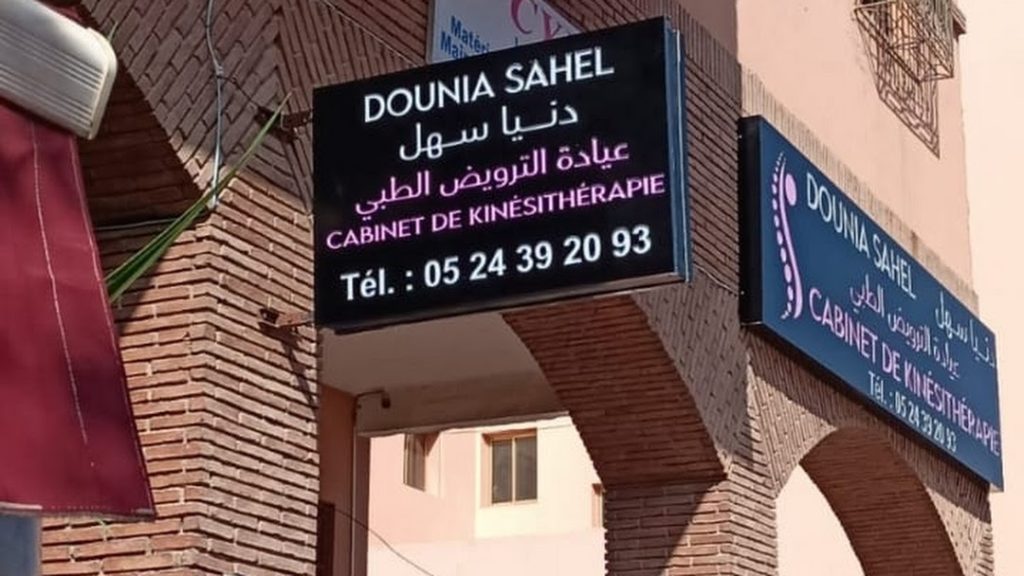 DOUNIA SAHEL
دنيا سهل
عيادة الترويض الطبي
CABINET DE KINÉSITHÉRAPIE
Tél. : 05 24 39 20 93
DOUNIA SAHEL
دنيا سهل
عيادة الترويض الطبي
CABINET DE KINÉSITHÉRAPIE
Tél. : 05 24 39 20 93